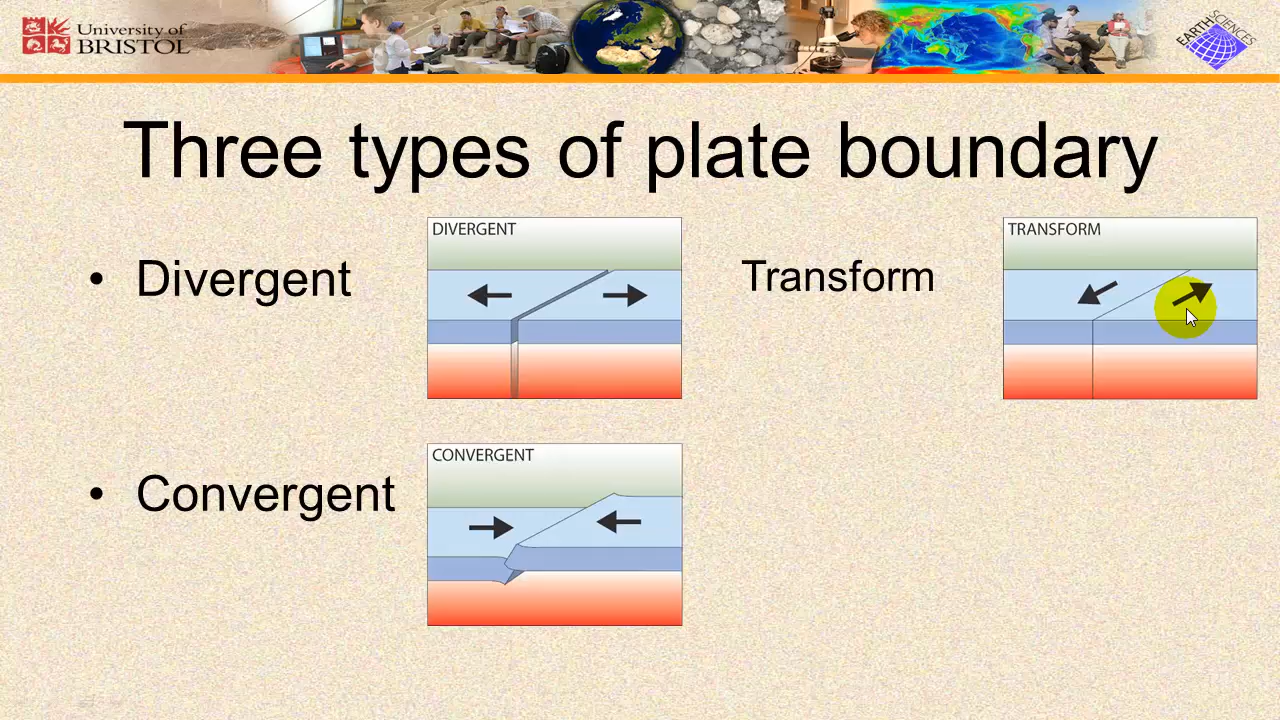 University of
BRISTOL
EARTH SCIENCES
Three types of plate boundary
• Divergent
DIVERGENT
Transform
TRANSFORM
• Convergent
CONVERGENT